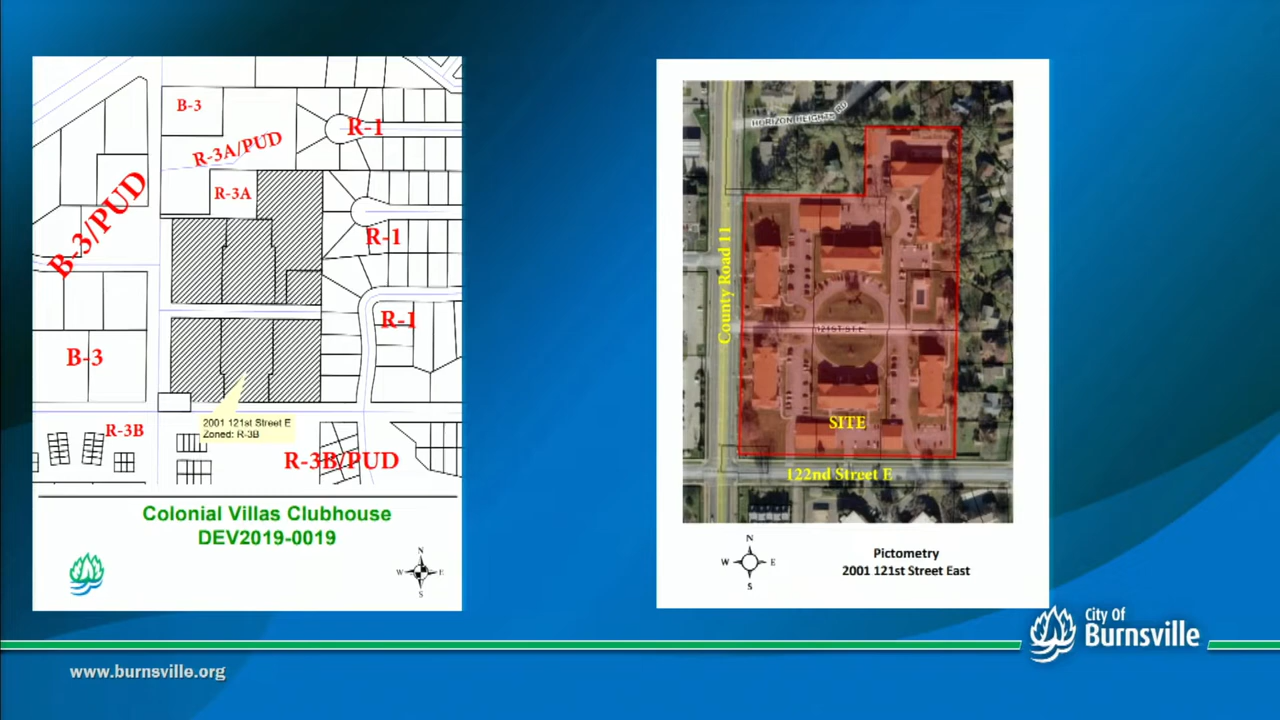 B-3
R-1
R-3A/PUD
R-3A
B-3/PUD
R-1
R-1
B-3
2001 121st Street E
Zoned: R-3B
R-3B
R-3B/PUD
Colonial Villas Clubhouse
DEV2019-0019
N
W E
S
HORIZON HEIGHTS RD
County Road 11
121ST ST E
SITE
122nd Street E
N
W E
S
Pictometry
2001 121st Street East
City Of
Burnsville
www.burnsville.org